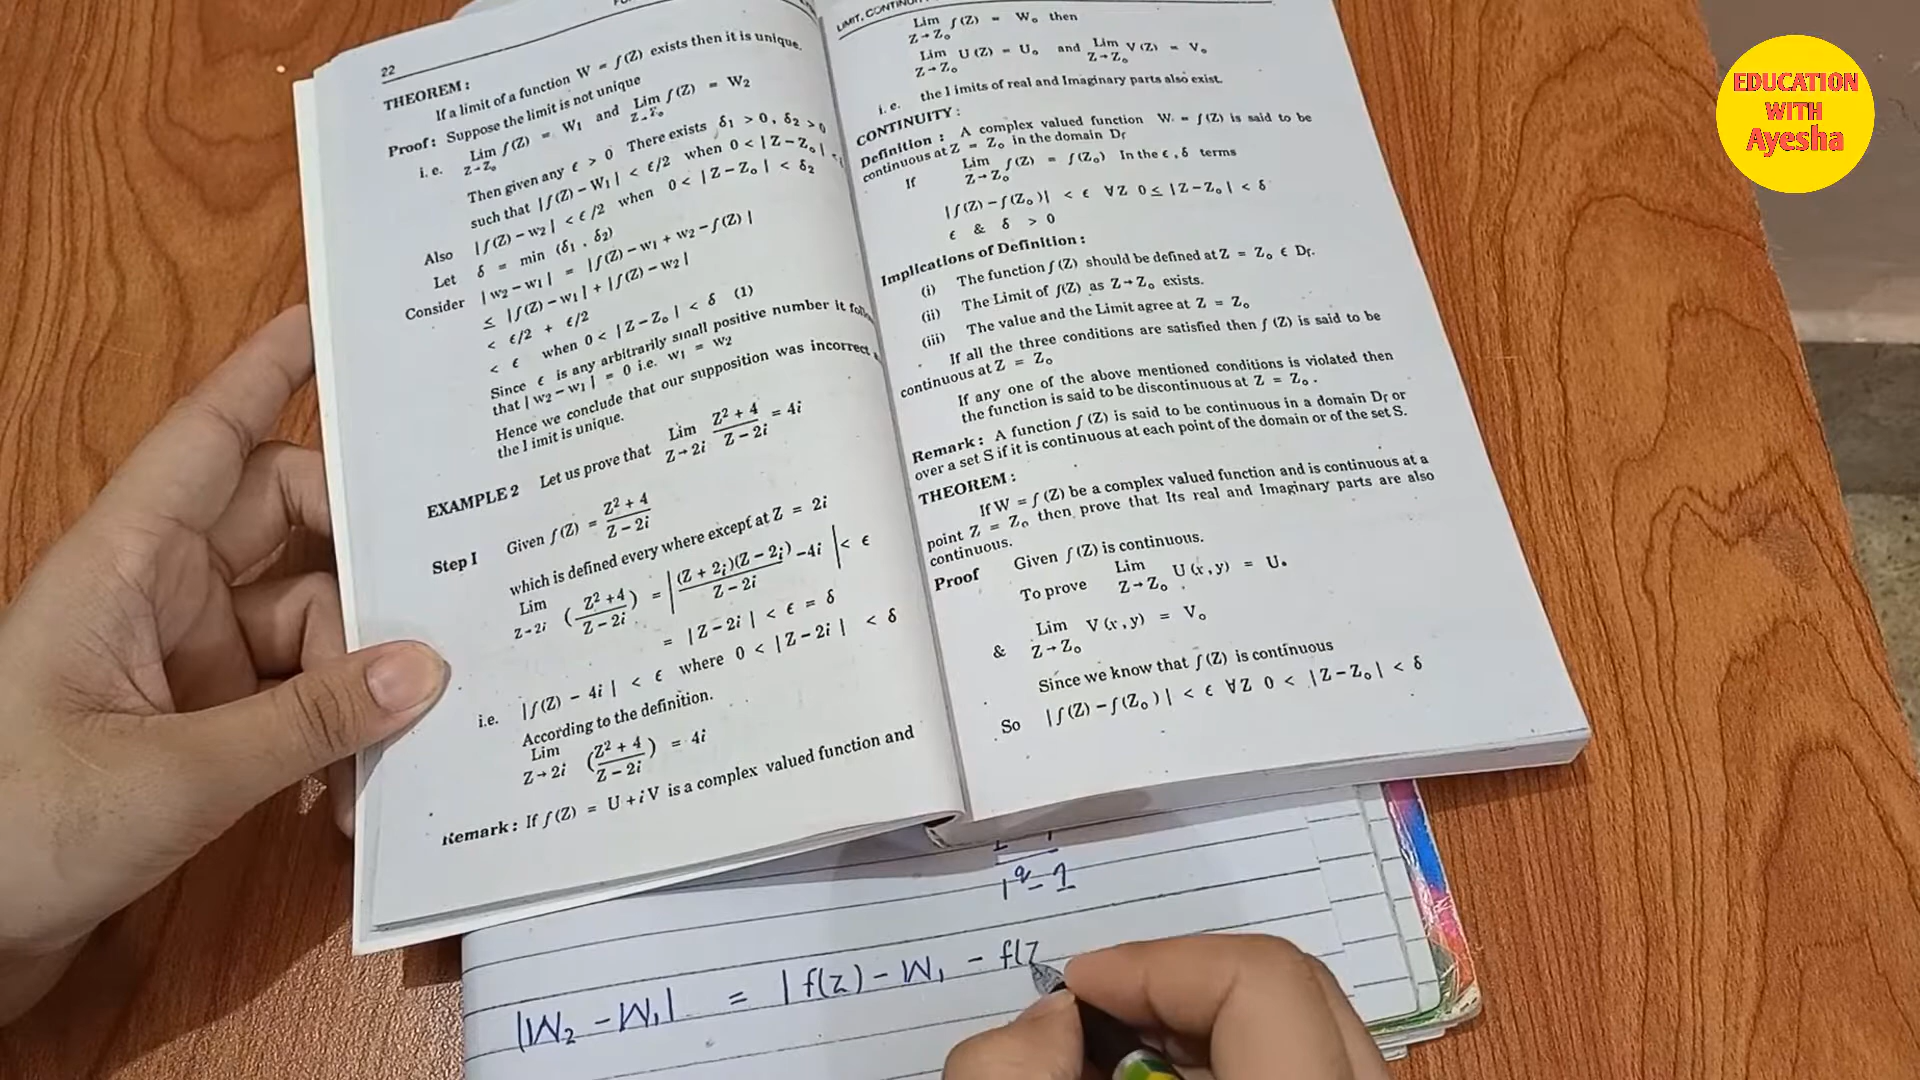 22
THEOREM :
If a limit of a function W = f(Z) exists then it is unique.
Proof : Suppose the limit is not unique
i. e. Lim Z→Z₀ f(Z) = W₁ and Lim Z→Z₀ f(Z) = W₂
Then given any ϵ > 0 There exists δ₁ > 0, δ₂ > 0
such that | f(Z) − W₁ | < ϵ/2 when 0 < | Z − Z₀ | <
Also | f(Z) − w₂ | < ϵ/2 when 0 < | Z − Z₀ | < δ₂
Let δ = min (δ₁ , δ₂)
Consider | w₂ − w₁ | = | f(Z) − w₁ + w₂ − f(Z) |
≤ | f(Z) − w₁ | + | f(Z) − w₂ |
< ϵ/2 + ϵ/2
< ϵ when 0 < | Z − Z₀ | < δ (1)
Since ϵ is any arbitrarily small positive number it
that | w₂ − w₁ | = 0 i.e. w₁ = w₂
Hence we conclude that our supposition was incorrect
the limit is unique.
EXAMPLE 2 Let us prove that Lim Z→2i (Z² + 4)/(Z − 2i) = 4i
Step I Given f(Z) = (Z² + 4)/(Z − 2i)
which is defined every where except at Z = 2i
Lim Z→2i ((Z² + 4)/(Z − 2i)) = | (Z + 2i)(Z − 2i)/(Z − 2i) − 4i | < ϵ
= | Z − 2i | < ϵ = δ
i.e. | f(Z) − 4i | < ϵ where 0 < | Z − 2i | < δ
According to the definition.
Lim Z→2i ((Z² + 4)/(Z − 2i)) = 4i
Remark : If f(Z) = U + iV is a complex valued function and
LIMIT, CONTINU
Lim Z→Z₀ f(Z) = W₀ then
Lim Z→Z₀ U(Z) = U₀ and Lim Z→Z₀ V(Z) = V₀
i. e. the limits of real and Imaginary parts also exist.
CONTINUITY :
Definition : A complex valued function W = f(Z) is said to be
continuous at Z = Z₀ in the domain Df
If Lim Z→Z₀ f(Z) = f(Z₀) In the ϵ , δ terms
| f(Z) − f(Z₀) | < ϵ ∀Z 0 ≤ | Z − Z₀ | < δ
ϵ & δ > 0
Implications of Definition :
(i) The function f(Z) should be defined at Z = Z₀ ϵ Df.
(ii) The Limit of f(Z) as Z→Z₀ exists.
(iii) The value and the Limit agree at Z = Z₀
If all the three conditions are satisfied then f(Z) is said to be
continuous at Z = Z₀
If any one of the above mentioned conditions is violated then
the function is said to be discontinuous at Z = Z₀.
Remark : A function f(Z) is said to be continuous in a domain Df or
over a set S if it is continuous at each point of the domain or of the set S.
THEOREM :
If W = f(Z) be a complex valued function and is continuous at a
point Z = Z₀ then prove that Its real and Imaginary parts are also
continuous.
Proof Given f(Z) is continuous.
To prove Lim Z→Z₀ U(x , y) = U₀
& Lim Z→Z₀ V(x , y) = V₀
Since we know that f(Z) is continuous
So | f(Z) − f(Z₀) | < ϵ ∀Z 0 < | Z − Z₀ | < δ
|W₂ − W₁| = | f(z) − W₁ − f(z
EDUCATION
WITH
Ayesha